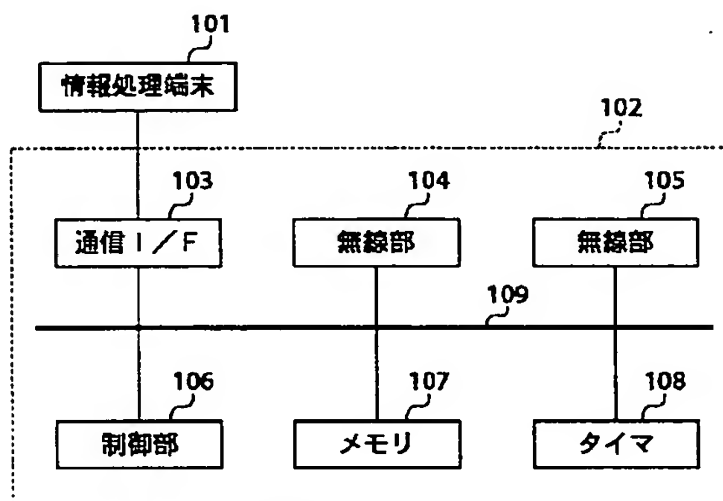 101
情報処理端末
102
103
104
105
通信I/F
無線部
無線部
109
106
107
108
制御部
メモリ
タイマ